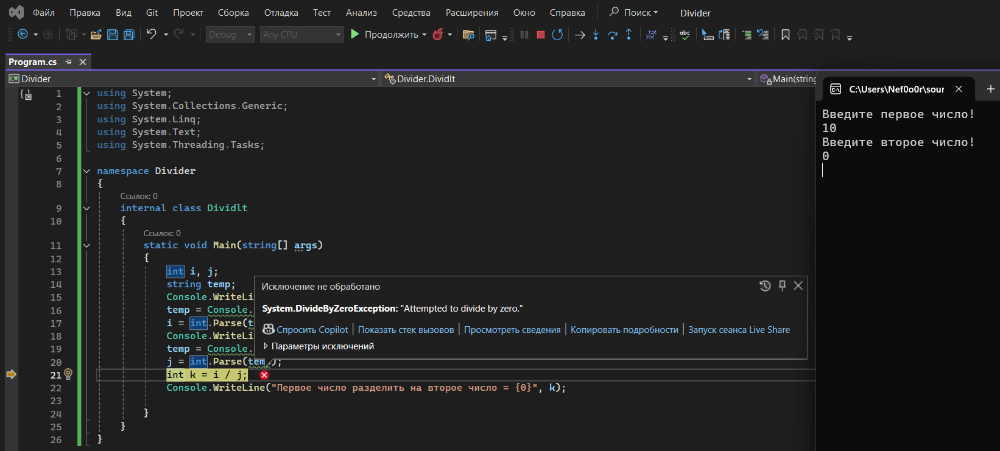 Файл Правка Вид Git Проект Сборка Отладка Тест Анализ Средства Расширения Окно Справка Поиск Divider
Debug Any CPU Продолжить
Program.cs
C# Divider Divider.Dividlt Main(string
1 using System;
2 using System.Collections.Generic;
3 using System.Linq;
4 using System.Text;
5 using System.Threading.Tasks;
6
7 namespace Divider
8 {
Ссылок: 0
9 internal class Dividlt
10 {
Ссылок: 0
11 static void Main(string[] args)
12 {
13 int i, j;
14 string temp;
15 Console.WriteLi
16 temp = Console.
17 i = int.Parse(t
18 Console.WriteLi
19 temp = Console.
20 j = int.Parse(tem);
21 int k = i / j;
22 Console.WriteLine("Первое число разделить на второе число = {0}", k);
23
24 }
25 }
26 }
Исключение не обработано
System.DivideByZeroException: "Attempted to divide by zero."
Спросить Copilot | Показать стек вызовов | Просмотреть сведения | Копировать подробности | Запуск сеанса Live Share
Параметры исключений
C:\Users\Nef0o0r\sour
Введите первое число!
10
Введите второе число!
0